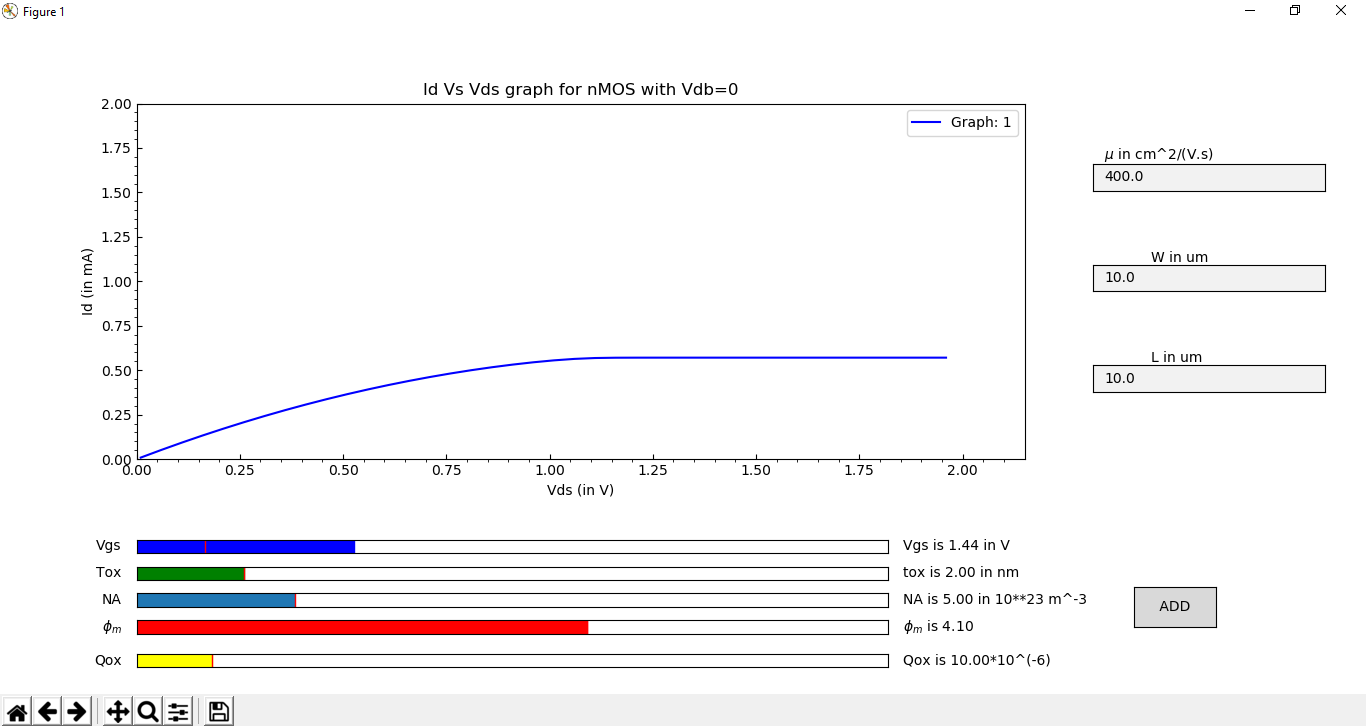 Figure 1
Id Vs Vds graph for nMOS with Vdb=0
Graph: 1
2.00
1.75
1.50
1.25
1.00
0.75
0.50
0.25
0.00
Id (in mA)
0.00 0.25 0.50 0.75 1.00 1.25 1.50 1.75 2.00
Vds (in V)
μ in cm^2/(V.s)
400.0
W in um
10.0
L in um
10.0
Vgs Vgs is 1.44 in V
Tox tox is 2.00 in nm
NA NA is 5.00 in 10**23 m^-3
ϕm ϕm is 4.10
Qox Qox is 10.00*10^(-6)
ADD